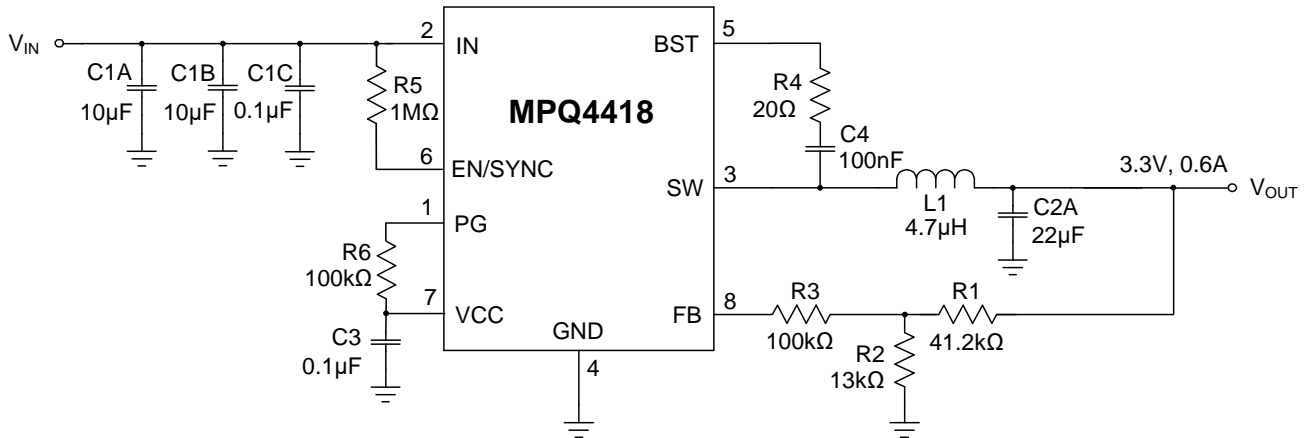 V_IN
C1A
10µF
C1B
10µF
C1C
0.1µF
R5
1MΩ
2
IN
6
EN/SYNC
1
PG
R6
100kΩ
7
VCC
C3
0.1µF
MPQ4418
GND
4
BST
5
R4
20Ω
C4
100nF
SW
3
L1
4.7µH
C2A
22µF
3.3V, 0.6A
V_OUT
FB
8
R3
100kΩ
R1
41.2kΩ
R2
13kΩ